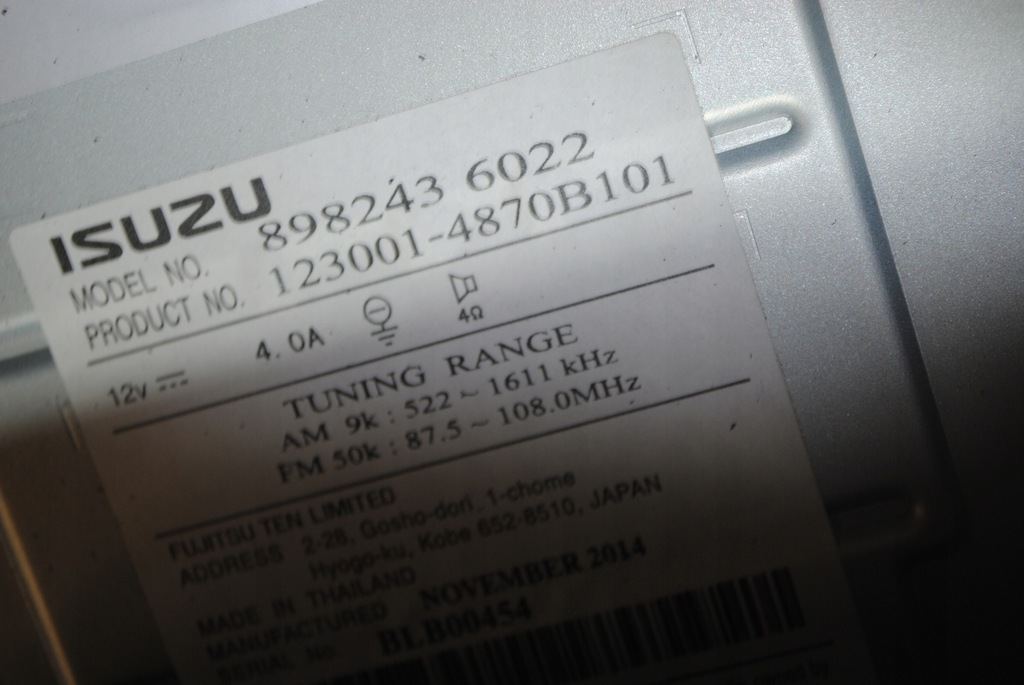 ISUZU
MODEL NO. 898243 6022
PRODUCT NO. 123001-4870B101
12v 4.0A 4Ω
TUNING RANGE
AM 9k : 522 ~ 1611 kHz
FM 50k : 87.5 ~ 108.0MHz
FUJITSU TEN LIMITED
ADDRESS 2-28, Gosho-dori, 1-chome
Hyogo-ku, Kobe 652-8510, JAPAN
MADE IN THAILAND
MANUFACTURED NOVEMBER 2014
SERIAL No BLB00454
by